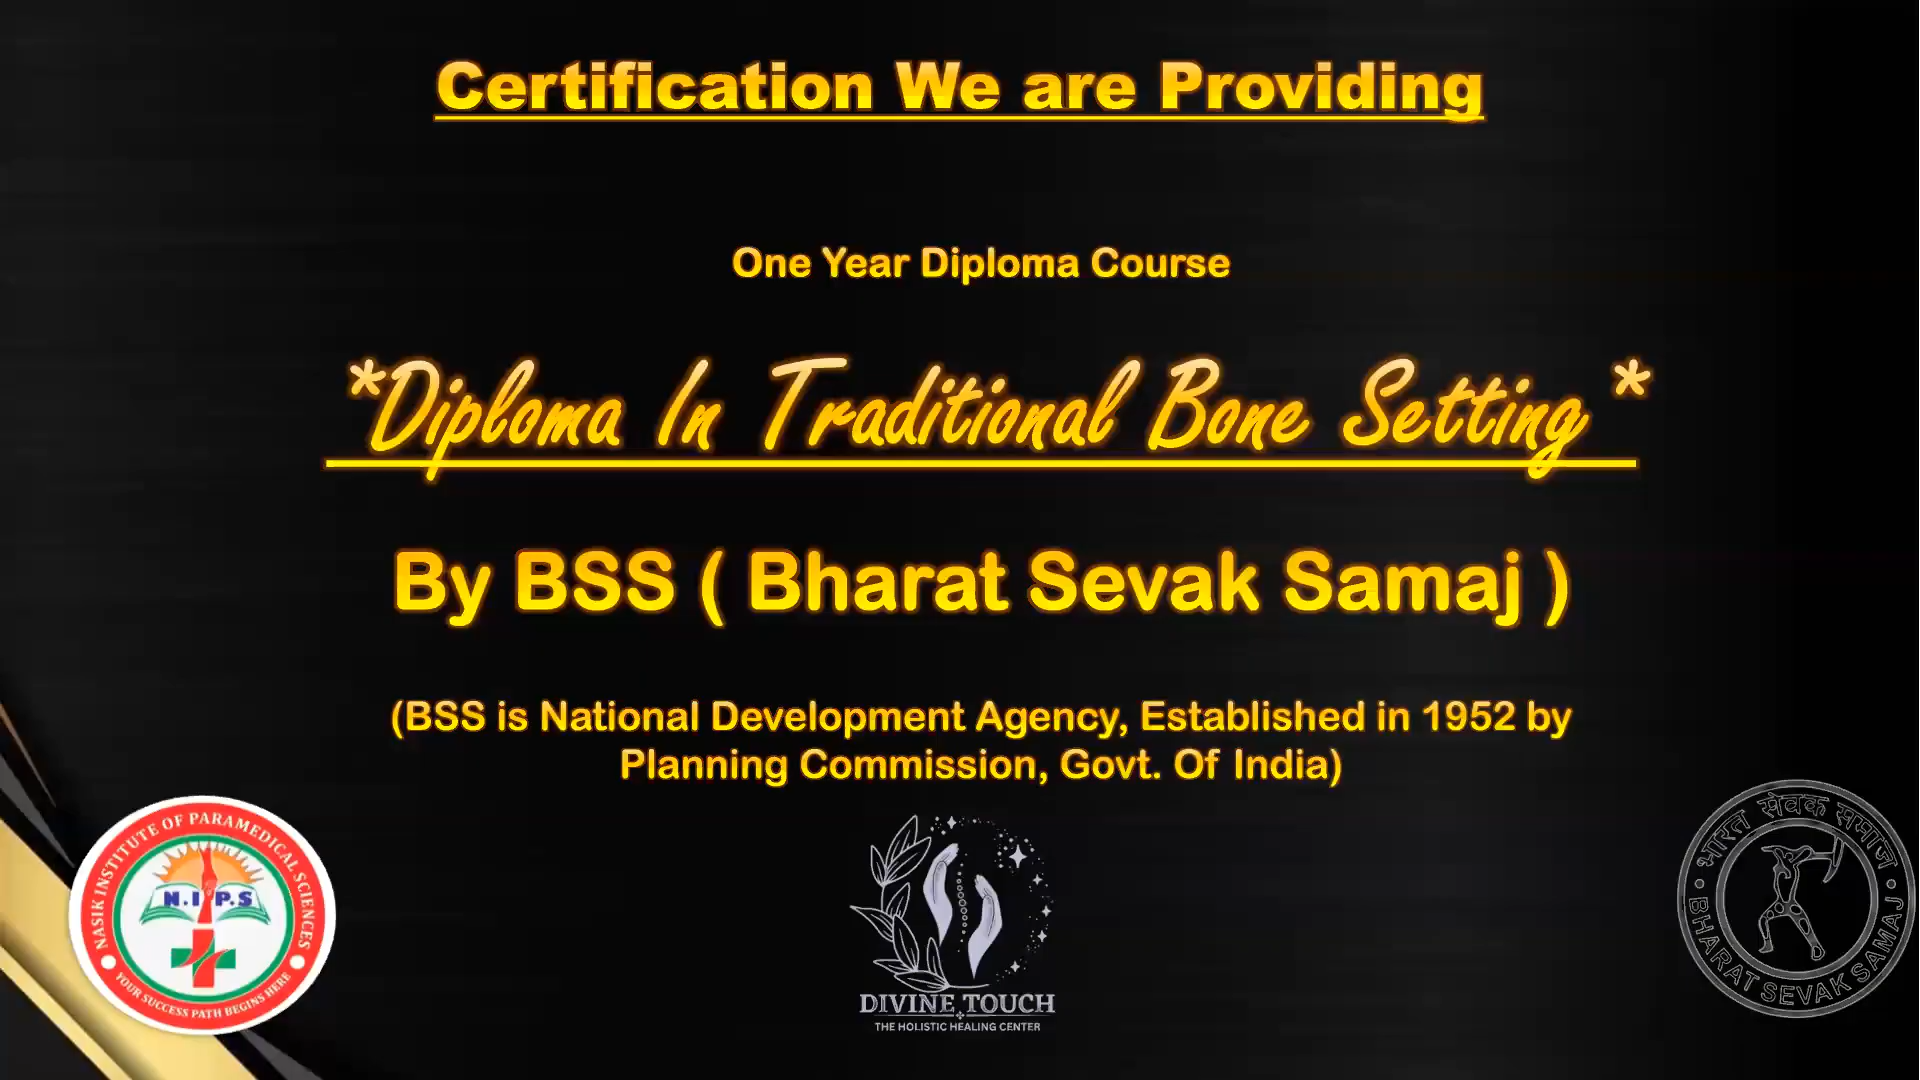 Certification We are Providing
One Year Diploma Course
*Diploma In Traditional Bone Setting *
By BSS ( Bharat Sevak Samaj )
(BSS is National Development Agency, Established in 1952 by
Planning Commission, Govt. Of India)
NASIK INSTITUTE OF PARAMEDICAL SCIENCES
N.I.P.S
YOUR SUCCESS PATH BEGINS HERE
DIVINE TOUCH
THE HOLISTIC HEALING CENTER
भारत सेवक समाज
BHARAT SEVAK SAMAJ